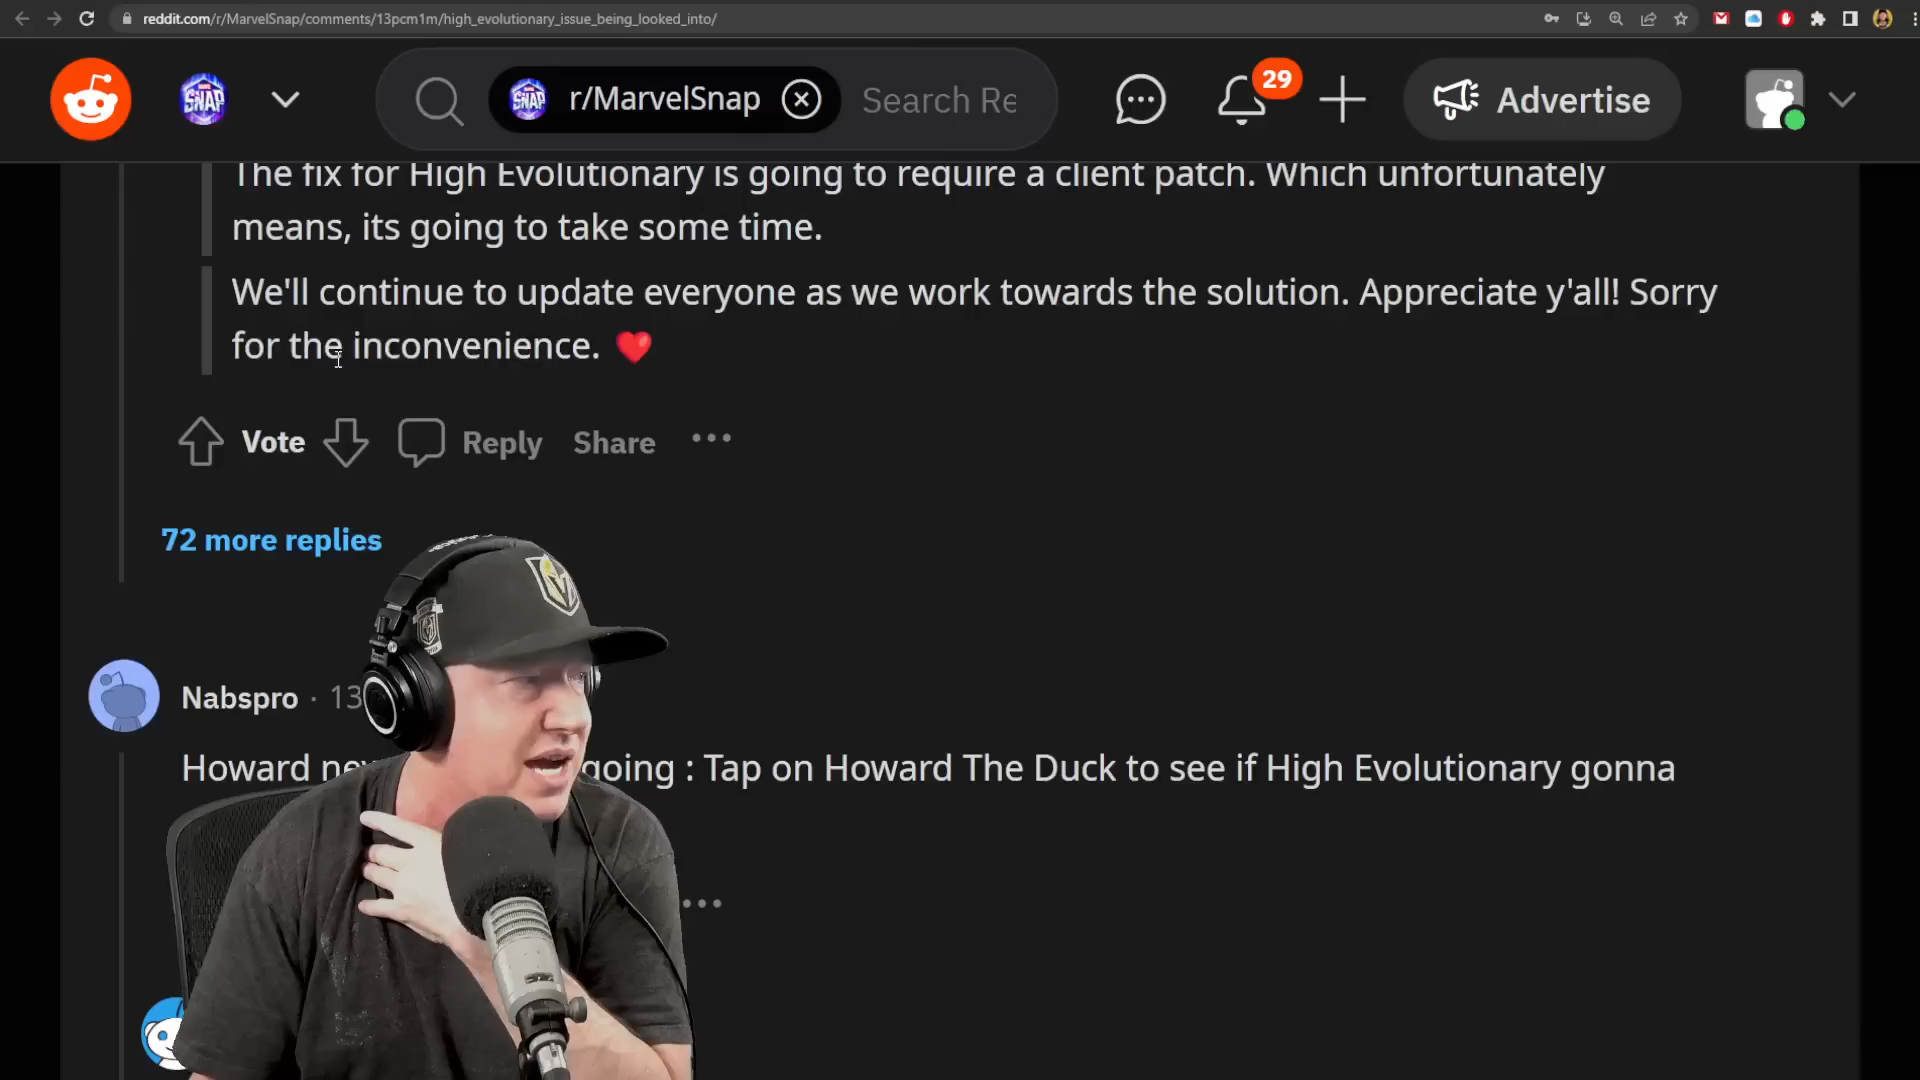 reddit.com/r/MarvelSnap/comments/13pcm1m/high_evolutionary_issue_being_looked_into/
SNAP
SNAP
r/MarvelSnap
Search Re
29
Advertise
The fix for High Evolutionary is going to require a client patch. Which unfortunately
means, its going to take some time.
We'll continue to update everyone as we work towards the solution. Appreciate y'all! Sorry
for the inconvenience. ❤️
Vote
Reply
Share
72 more replies
Nabspro · 13
Howard ne going : Tap on Howard The Duck to see if High Evolutionary gonna